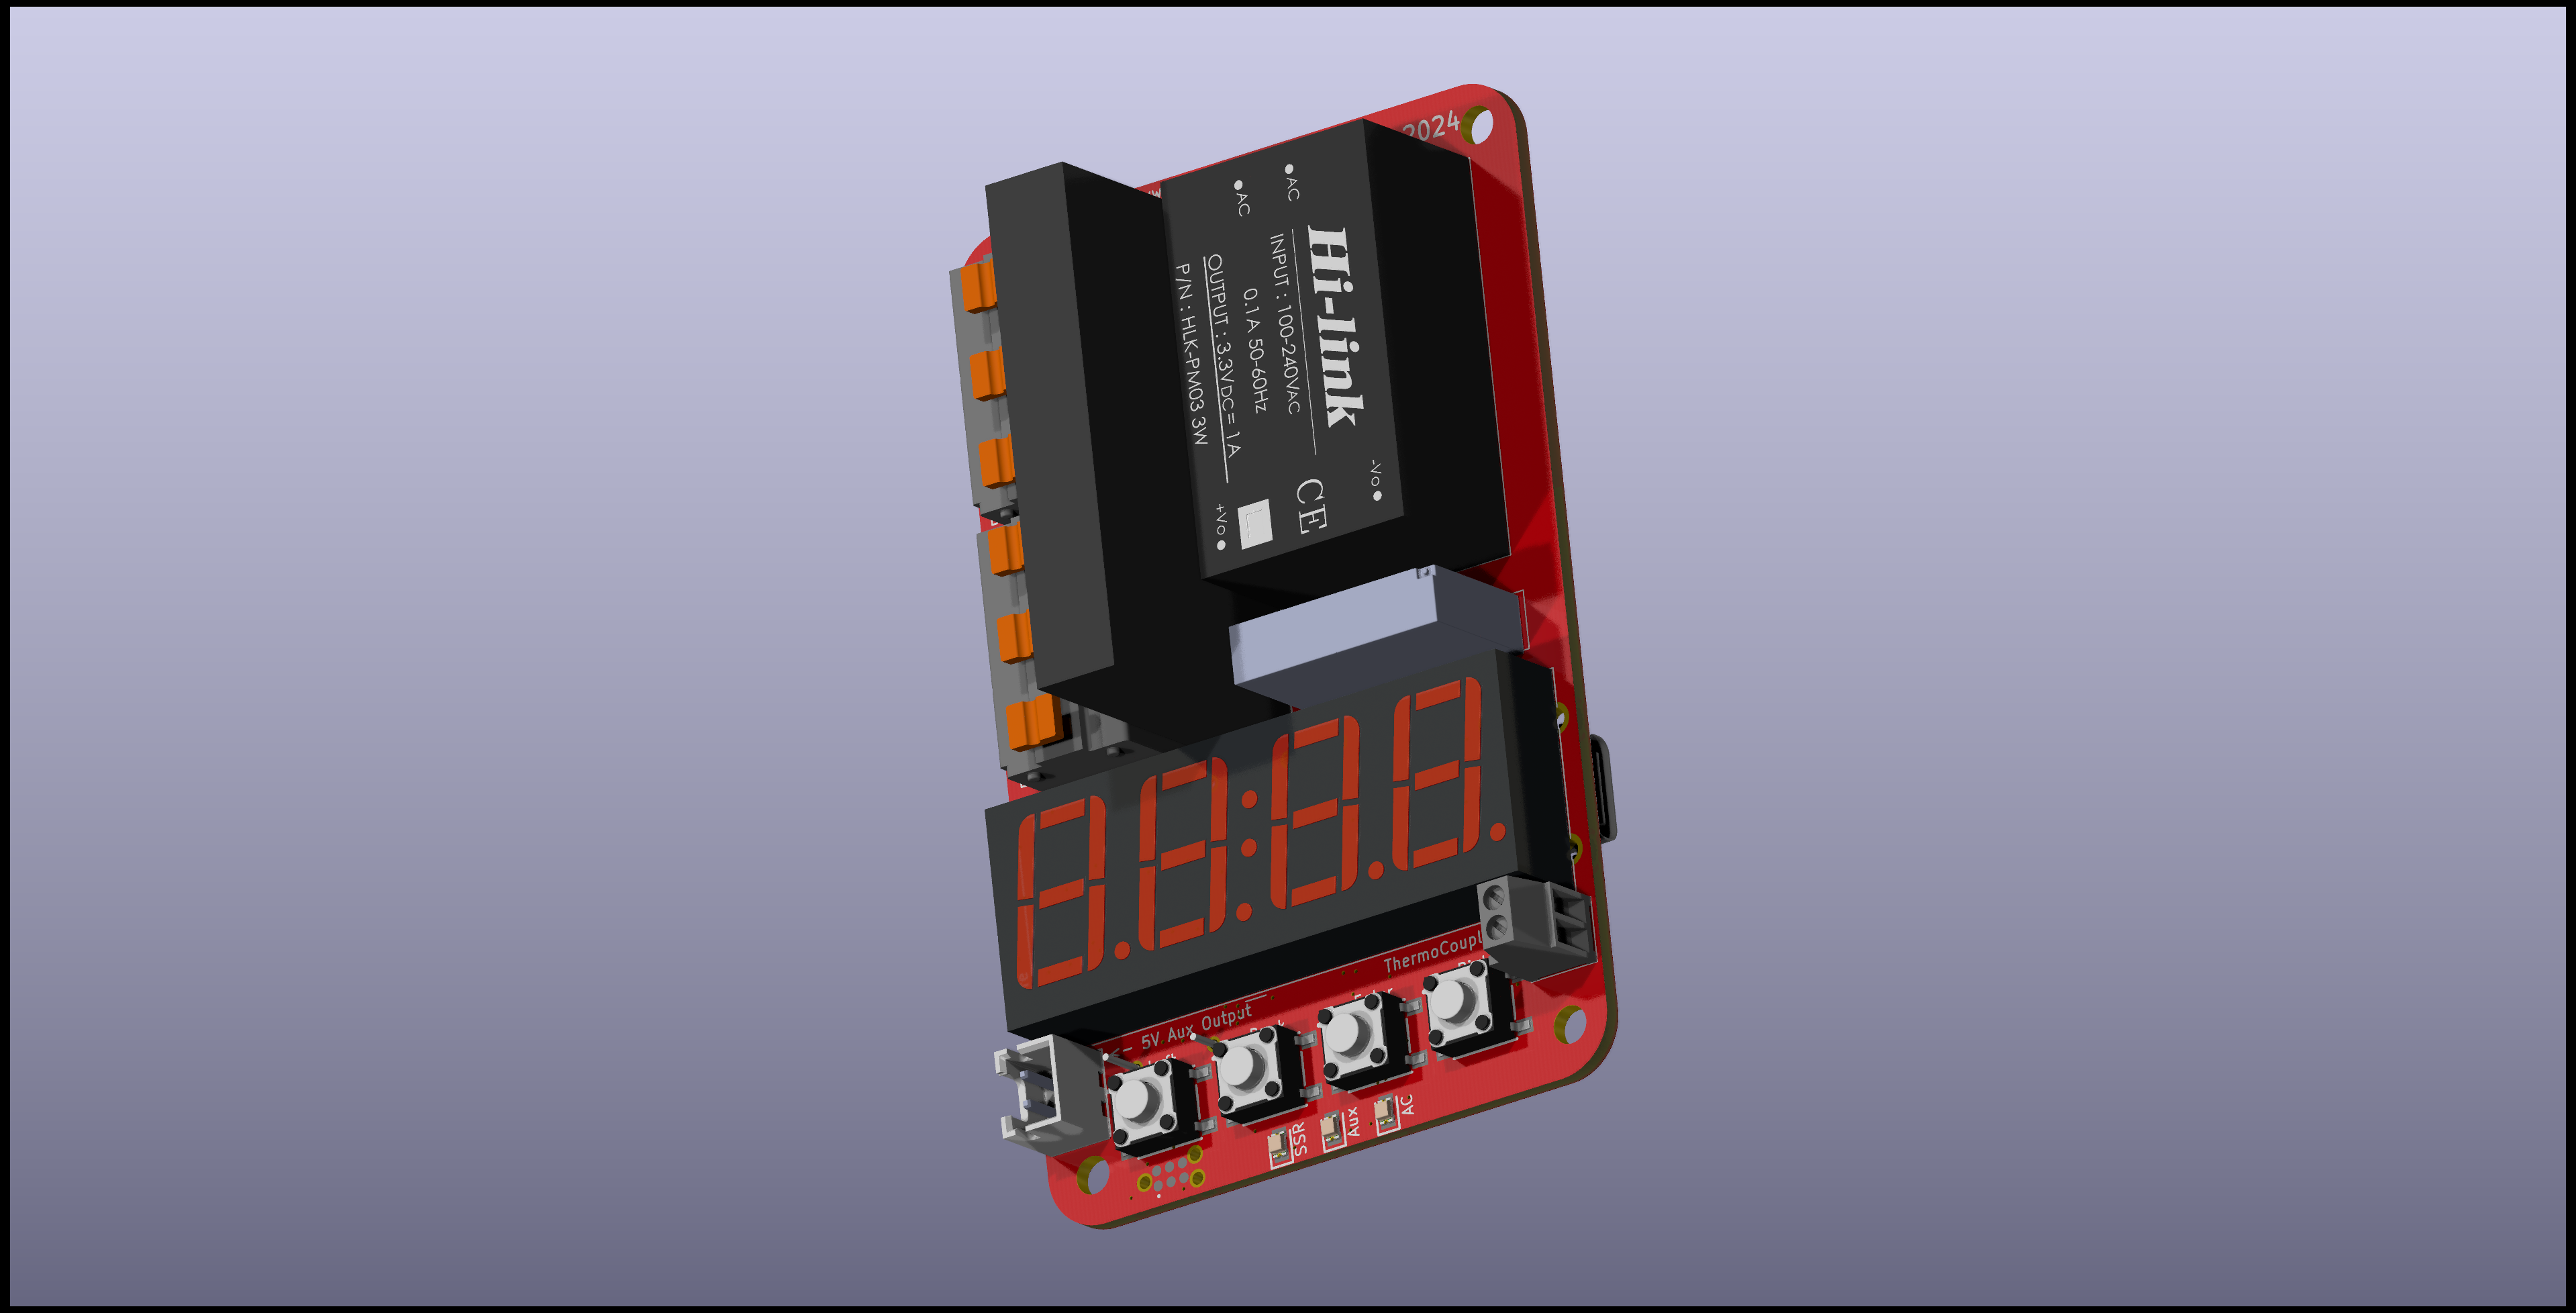 2024
AC
AC
Hi-link
INPUT : 100-240VAC
0.1A 50-60Hz
OUTPUT : 3.3VDC= 1A
P/N : HLK-PM03 3W
CE
-Vo
+Vo
ThermoCoupl
<- 5V Aux Output
SSR
Aux
AC